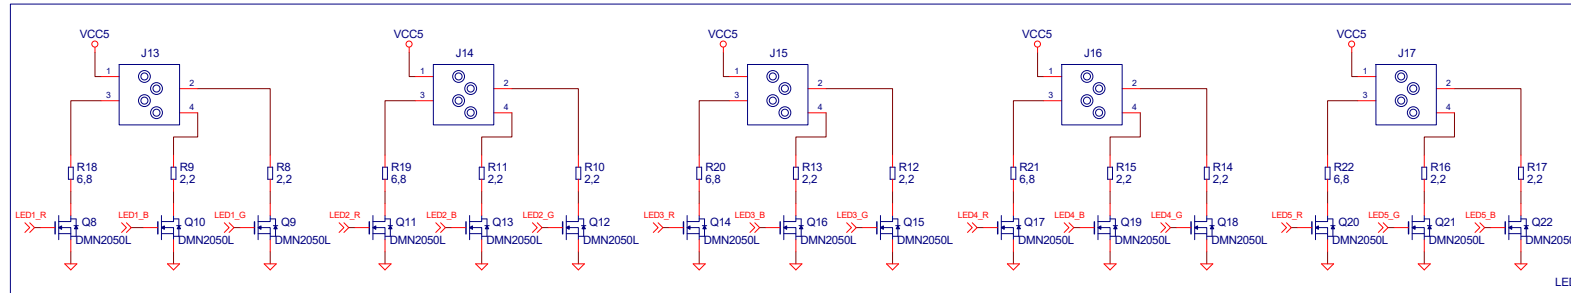 VCC5 VCC5 VCC5 VCC5 VCC5
J13 J14 J15 J16 J17
1 1 1 1 1
2 2 2 2 2
3 3 3 3 3
4 4 4 4 4
R18 R9 R8 R19 R11 R10 R20 R13 R12 R21 R15 R14 R22 R16 R17
6,8 2,2 2,2 6,8 2,2 2,2 6,8 2,2 2,2 6,8 2,2 2,2 6,8 2,2 2,2
LED1_R LED1_B LED1_G LED2_R LED2_B LED2_G LED3_R LED3_B LED3_G LED4_R LED4_B LED4_G LED5_R LED5_G LED5_B
Q8 Q10 Q9 Q11 Q13 Q12 Q14 Q16 Q15 Q17 Q19 Q18 Q20 Q21 Q22
DMN2050L DMN2050L DMN2050L DMN2050L DMN2050L DMN2050L DMN2050L DMN2050L DMN2050L DMN2050L DMN2050L DMN2050L DMN2050L DMN2050L DMN2050
LED